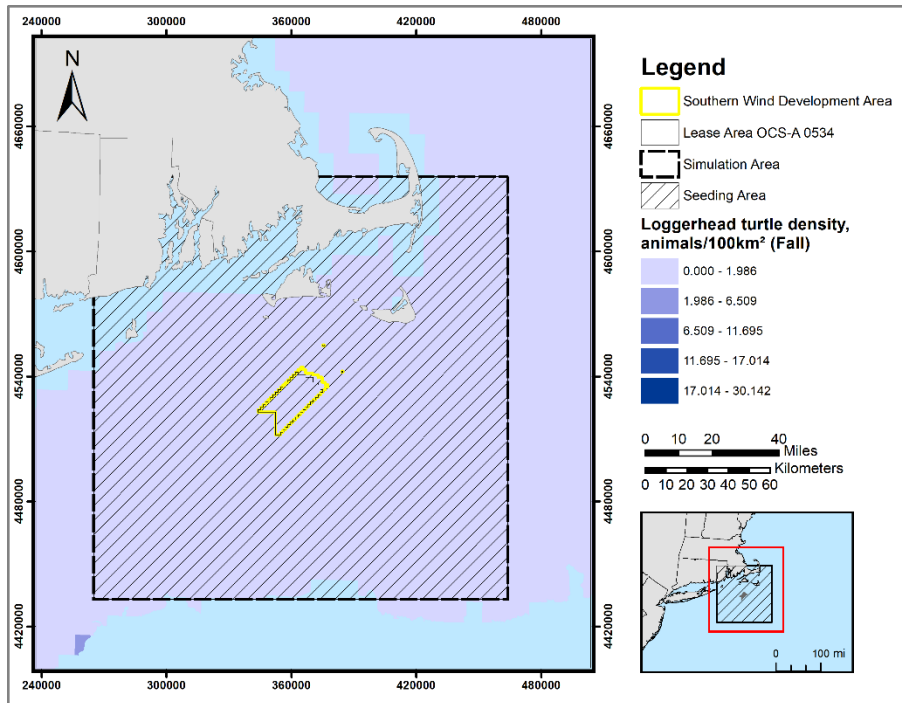 240000 300000 360000 420000 480000
N
4660000 4660000
4600000 4600000
4540000 4540000
4480000 4480000
4420000 4420000
240000 300000 360000 420000 480000
Legend
Southern Wind Development Area
Lease Area OCS-A 0534
Simulation Area
Seeding Area
Loggerhead turtle density,
animals/100km² (Fall)
0.000 - 1.986
1.986 - 6.509
6.509 - 11.695
11.695 - 17.014
17.014 - 30.142
0 10 20 40
Miles
Kilometers
0 10 20 30 40 50 60
0 100 mi